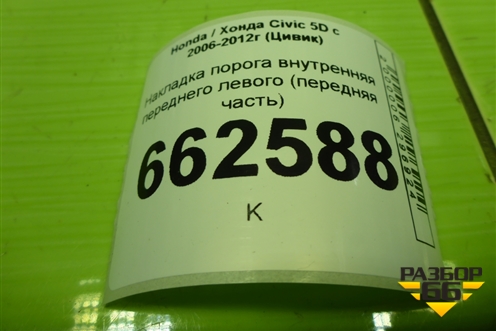 Honda / Хонда Civic 5D с
2006-2012г (Цивик)
Накладка порога внутренняя
переднего левого (передняя
часть)
662588
К
РАЗБОР
66